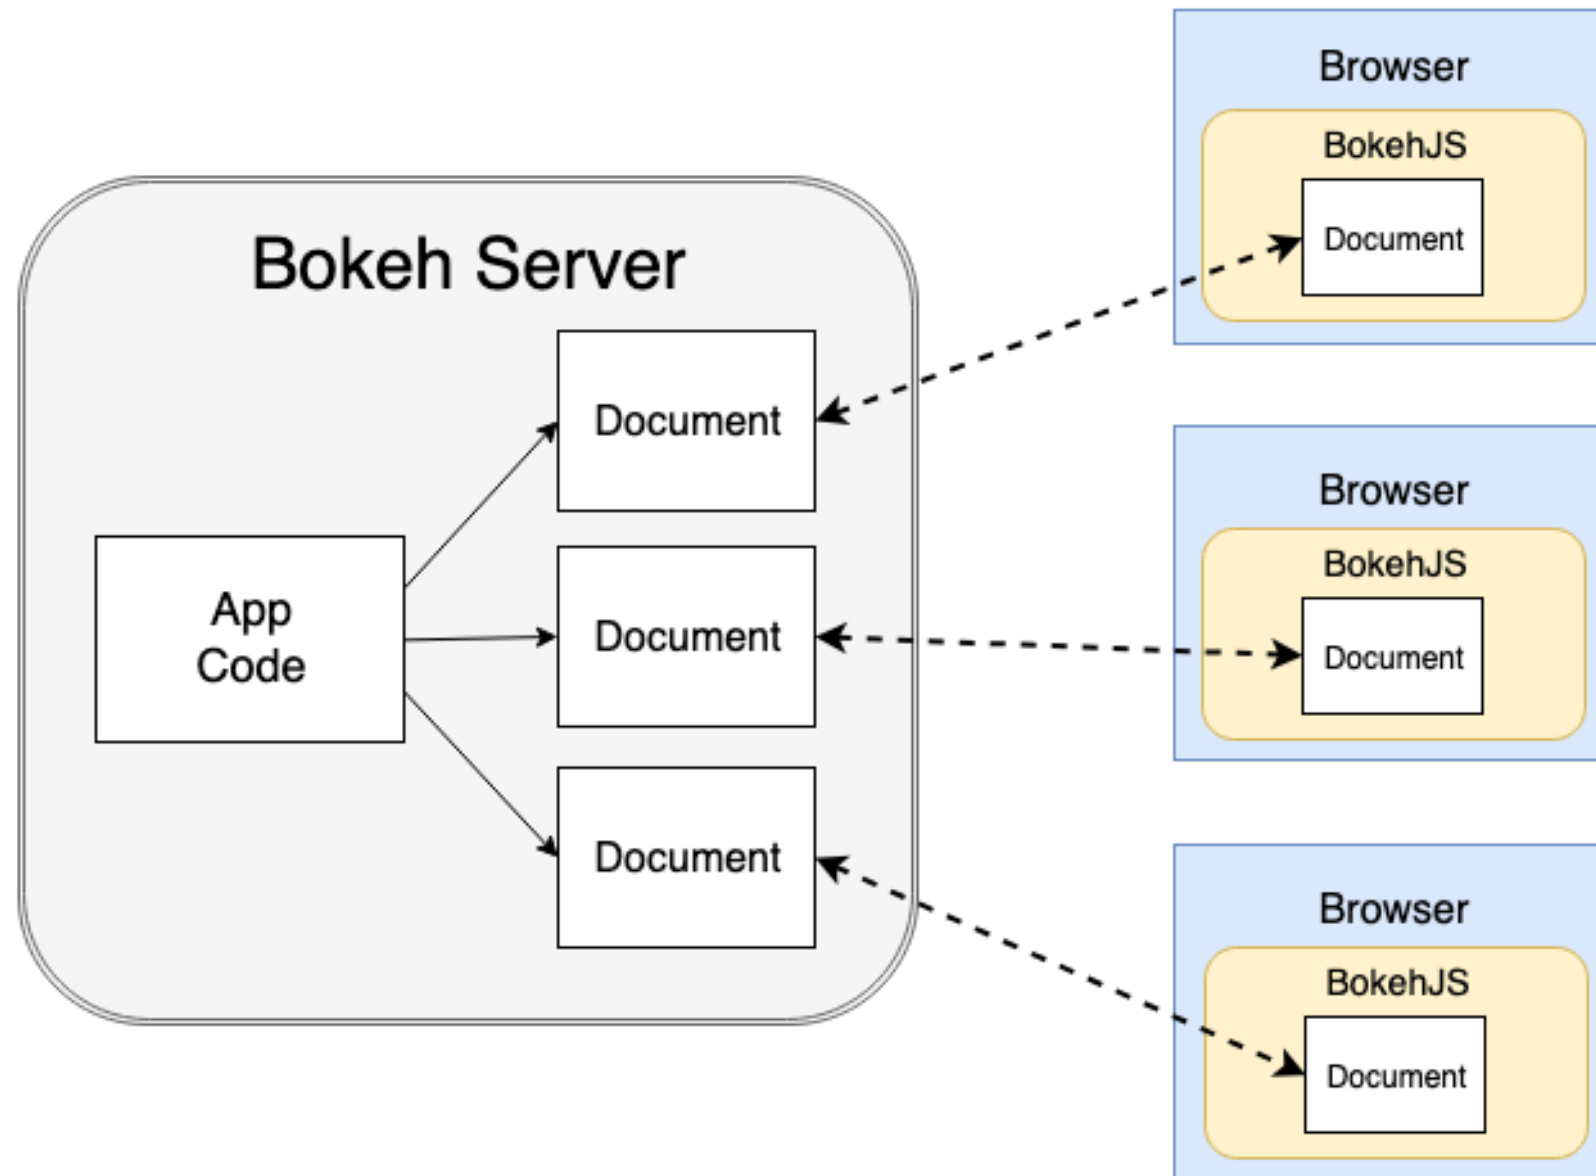 Bokeh Server
App
Code
Document
Document
Document
Browser
BokehJS
Document
Browser
BokehJS
Document
Browser
BokehJS
Document